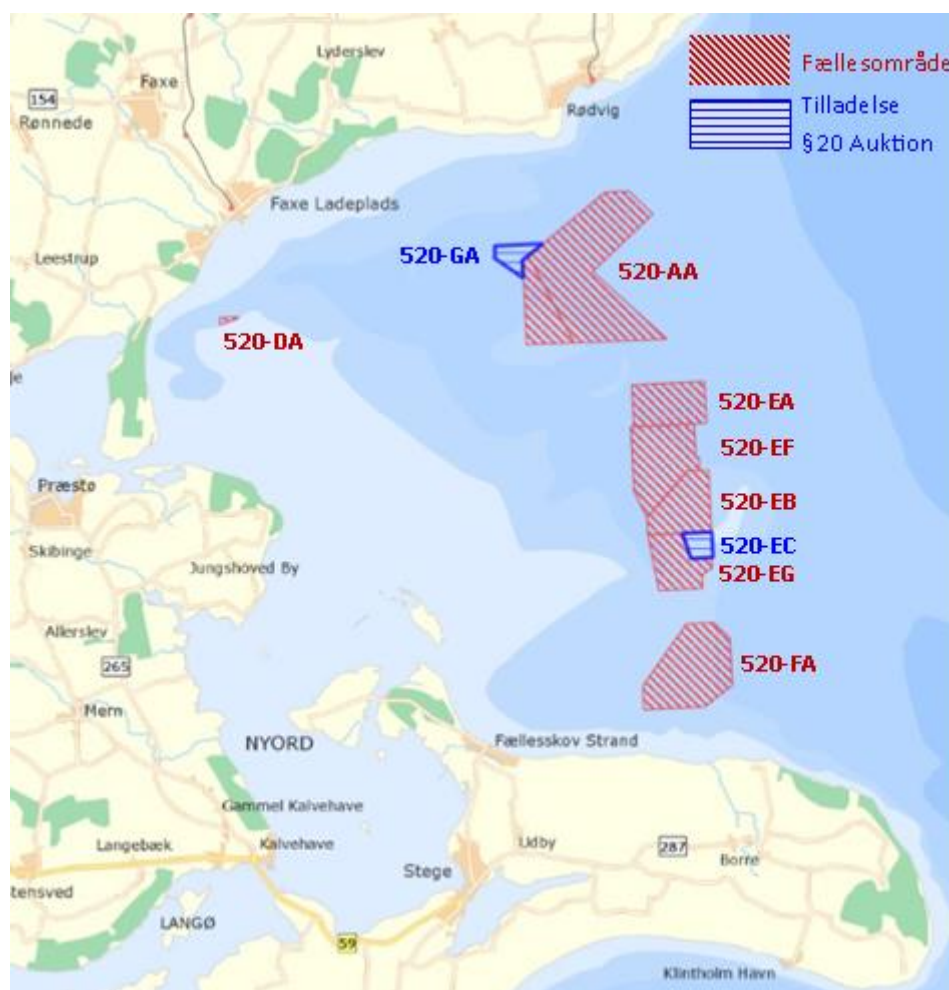 Lyderslev
Faxe
154
Rønnede
Rødvig
Fællesområde
Tilladelse
§20 Auktion
Faxe Ladeplads
Leestrup
520-GA
520-AA
520-DA
520-EA
520-EF
Præstø
520-EB
Skibinge
520-EC
Jungshoved By
520-EG
Allerslev
265
520-FA
Mern
NYORD
Fællesskov Strand
Gammel Kalvehave
Langebæk
Kalvehave
Stege
Udby
287
Borre
tensved
LANGØ
59
Klintholm Havn